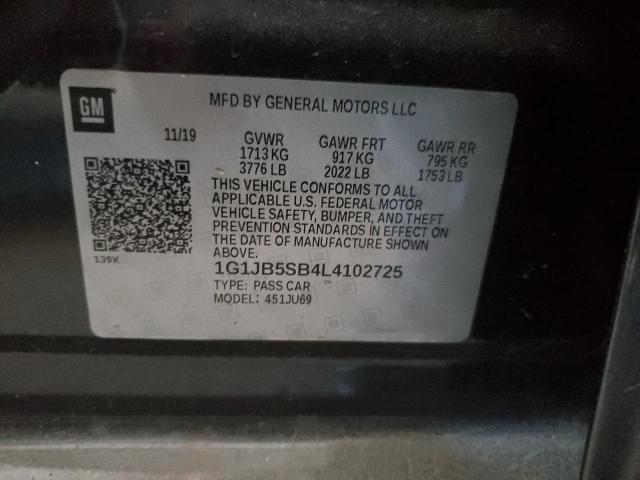 GM
MFD BY GENERAL MOTORS LLC
11/19 GVWR GAWR FRT GAWR RR
1713 KG 917 KG 795 KG
3776 LB 2022 LB 1753 LB
THIS VEHICLE CONFORMS TO ALL
APPLICABLE U.S. FEDERAL MOTOR
VEHICLE SAFETY, BUMPER, AND THEFT
PREVENTION STANDARDS IN EFFECT ON
THE DATE OF MANUFACTURE SHOWN
ABOVE.
139X
1G1JB5SB4L4102725
TYPE: PASS CAR
MODEL: 451JU69